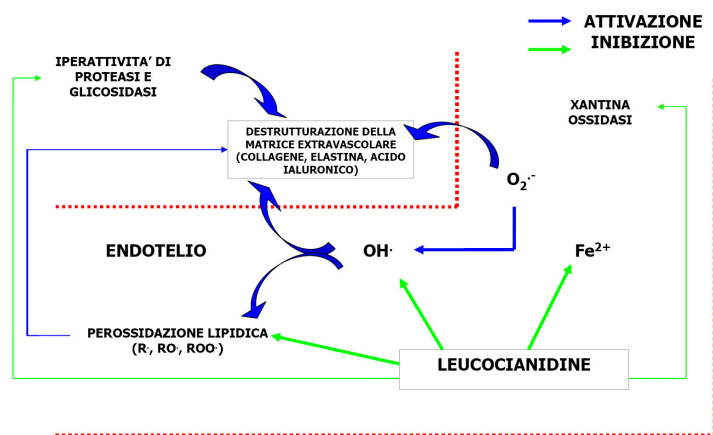 ATTIVAZIONE
INIBIZIONE
IPERATTIVITA’ DI
PROTEASI E
GLICOSIDASI
XANTINA
OSSIDASI
DESTRUTTURAZIONE DELLA
MATRICE EXTRAVASCOLARE
(COLLAGENE, ELASTINA, ACIDO
IALURONICO)
O₂·⁻
ENDOTELIO
OH·
Fe²⁺
PEROSSIDAZIONE LIPIDICA
(R·, RO·, ROO·)
LEUCOCIANIDINE